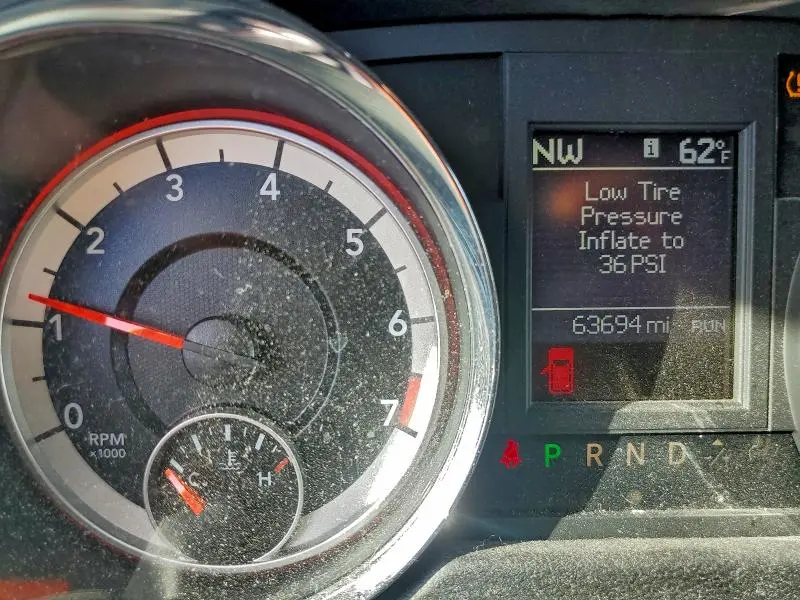 NW i 62°F
Low Tire
Pressure
Inflate to
36 PSI
63694 mi RUN
P R N D
0
1
2
3
4
5
6
7
RPM
×1000
C E H